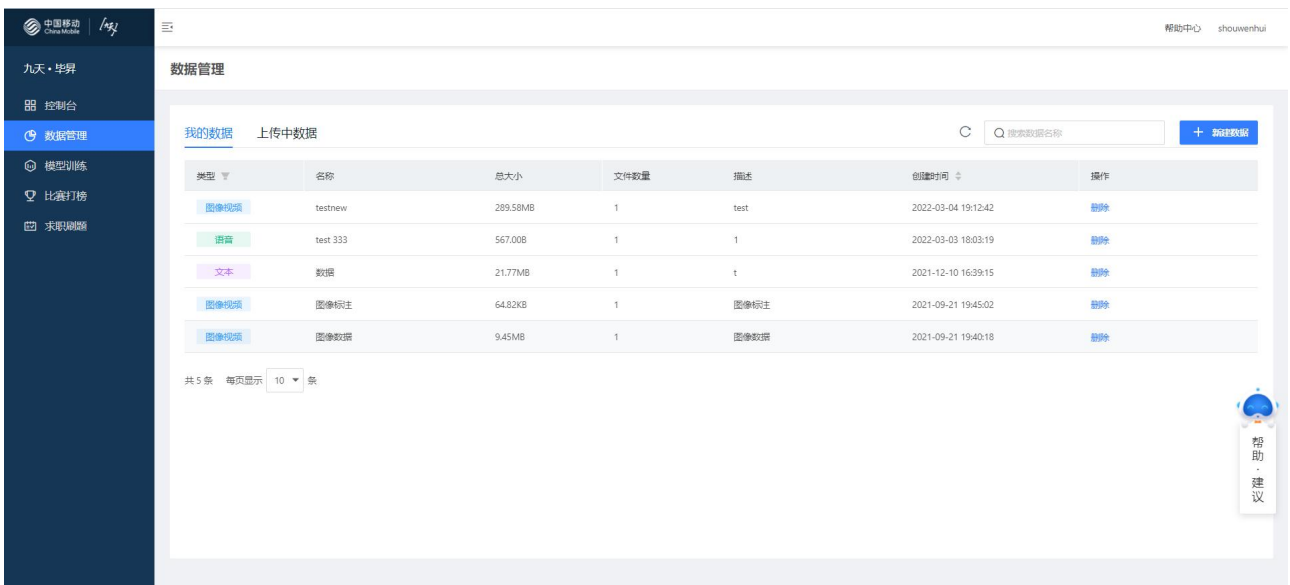 中国移动
China Mobile
帮助中心 shouwenhui
九天·毕昇
数据管理
控制台
数据管理
模型训练
比赛打榜
求职刷题
我的数据 上传中数据
搜索数据名称
新建数据
类型 名称 总大小 文件数量 描述 创建时间 操作
图像视频 testnew 289.58MB 1 test 2022-03-04 19:12:42 删除
语音 test 333 567.00B 1 1 2022-03-03 18:03:19 删除
文本 数据 21.77MB 1 t 2021-12-10 16:39:15 删除
图像视频 图像标注 64.82KB 1 图像标注 2021-09-21 19:45:02 删除
图像视频 图像数据 9.45MB 1 图像数据 2021-09-21 19:40:18 删除
共 5 条 每页显示 10 条
帮助·建议